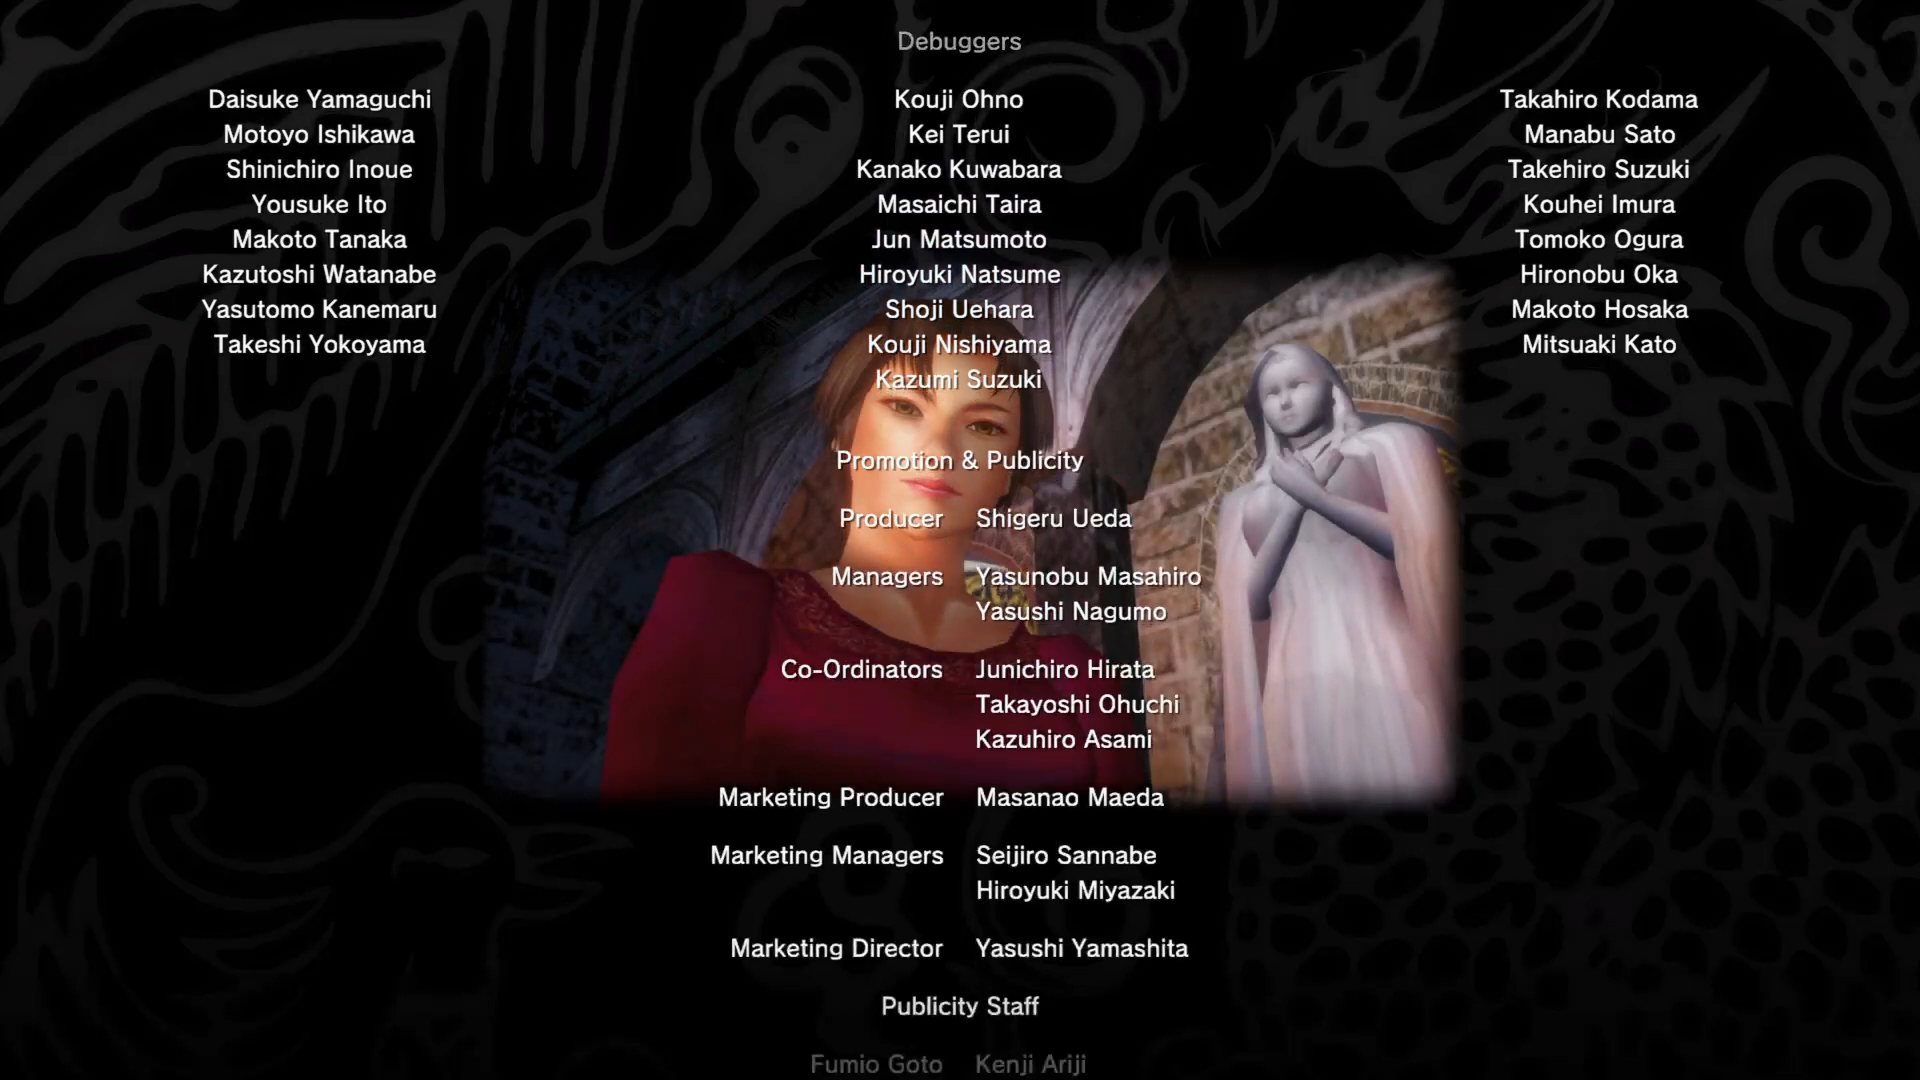 Debuggers
Daisuke Yamaguchi Kouji Ohno Takahiro Kodama
Motoyo Ishikawa Kei Terui Manabu Sato
Shinichiro Inoue Kanako Kuwabara Takehiro Suzuki
Yousuke Ito Masaichi Taira Kouhei Imura
Makoto Tanaka Jun Matsumoto Tomoko Ogura
Kazutoshi Watanabe Hiroyuki Natsume Hironobu Oka
Yasutomo Kanemaru Shoji Uehara Makoto Hosaka
Takeshi Yokoyama Kouji Nishiyama Mitsuaki Kato
Kazumi Suzuki
Promotion & Publicity
Producer Shigeru Ueda
Managers Yasunobu Masahiro
Yasushi Nagumo
Co-Ordinators Junichiro Hirata
Takayoshi Ohuchi
Kazuhiro Asami
Marketing Producer Masanao Maeda
Marketing Managers Seijiro Sannabe
Hiroyuki Miyazaki
Marketing Director Yasushi Yamashita
Publicity Staff
Fumio Goto Kenji Ariji